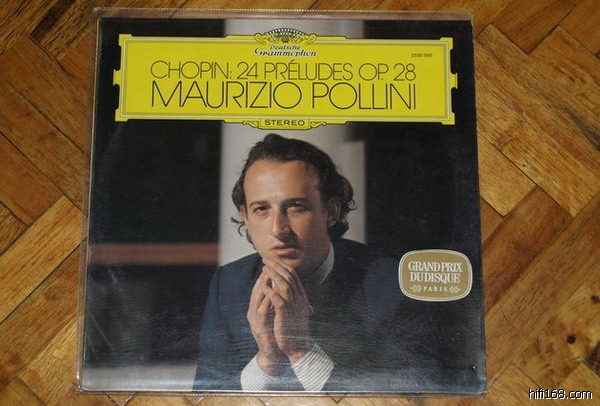 Deutsche
Grammophon
2530 550
CHOPIN: 24 PRÉLUDES OP. 28
MAURIZIO POLLINI
STEREO
GRAND PRIX
DU DISQUE
PARIS
hifi168.com